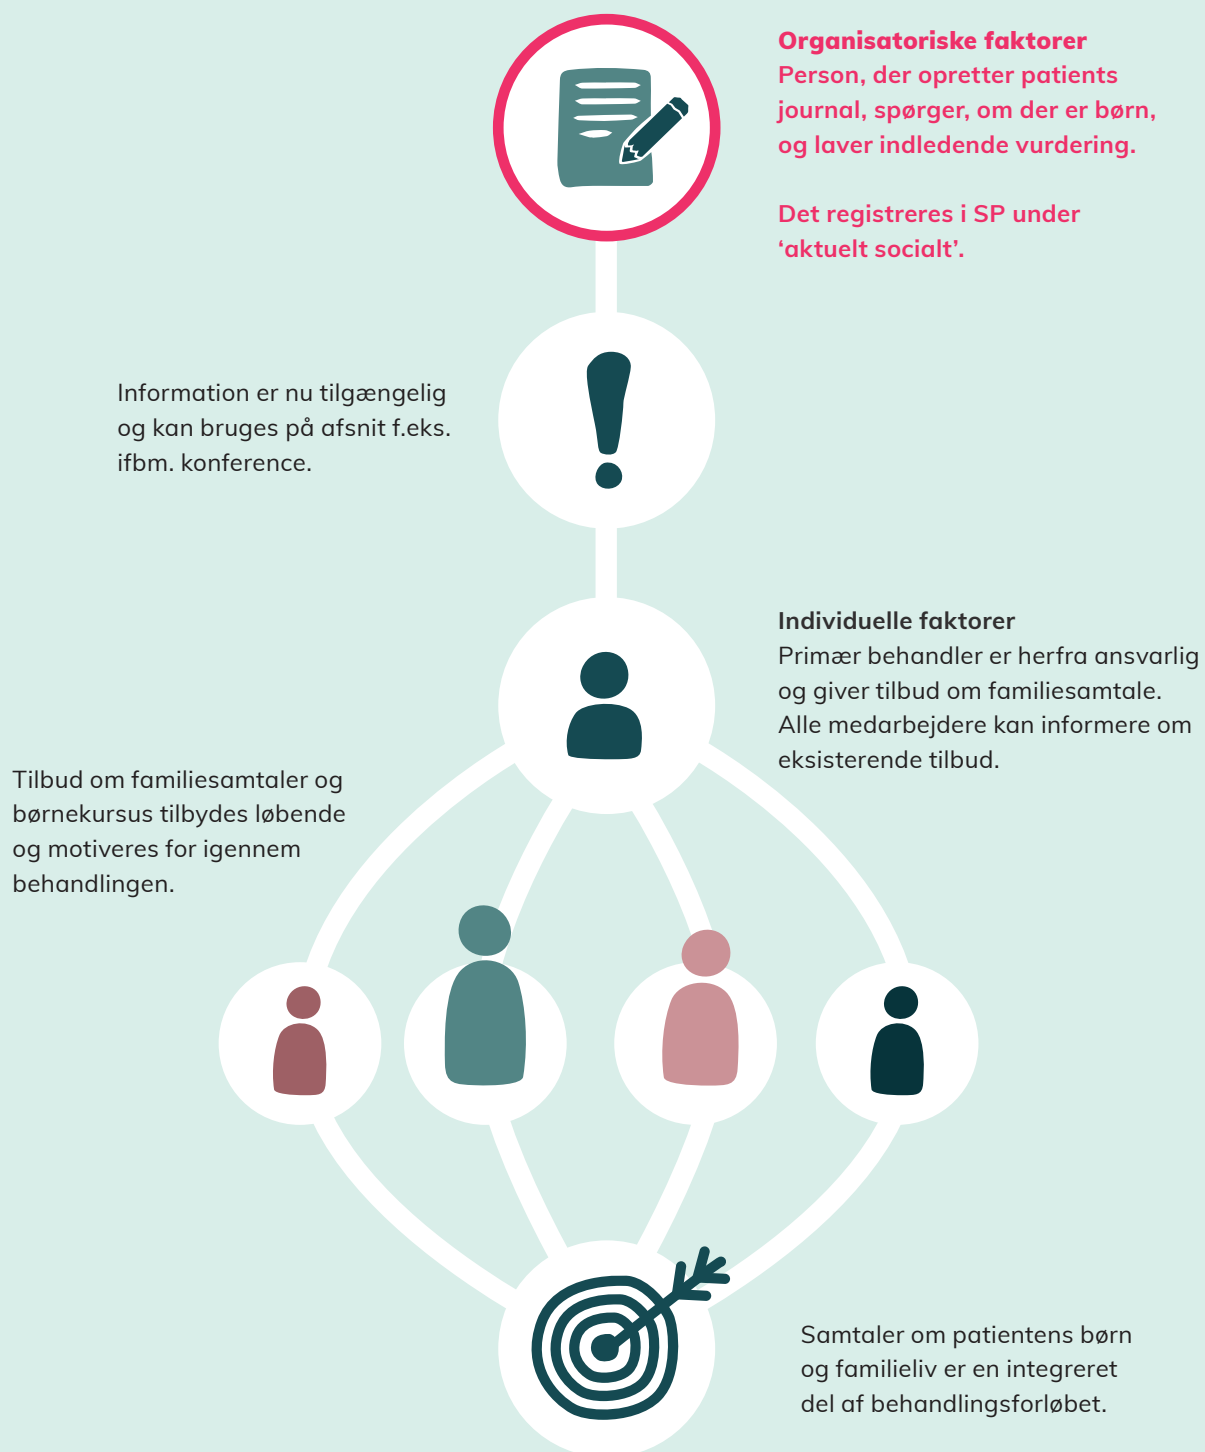 Organisatoriske faktorer
Person, der opretter patients
journal, spørger, om der er børn,
og laver indledende vurdering.
Det registreres i SP under
‘aktuelt socialt’.
Information er nu tilgængelig
og kan bruges på afsnit f.eks.
ifbm. konference.
Individuelle faktorer
Primær behandler er herfra ansvarlig
og giver tilbud om familiesamtale.
Alle medarbejdere kan informere om
eksisterende tilbud.
Tilbud om familiesamtaler og
børnekursus tilbydes løbende
og motiveres for igennem
behandlingen.
Samtaler om patientens børn
og familieliv er en integreret
del af behandlingsforløbet.